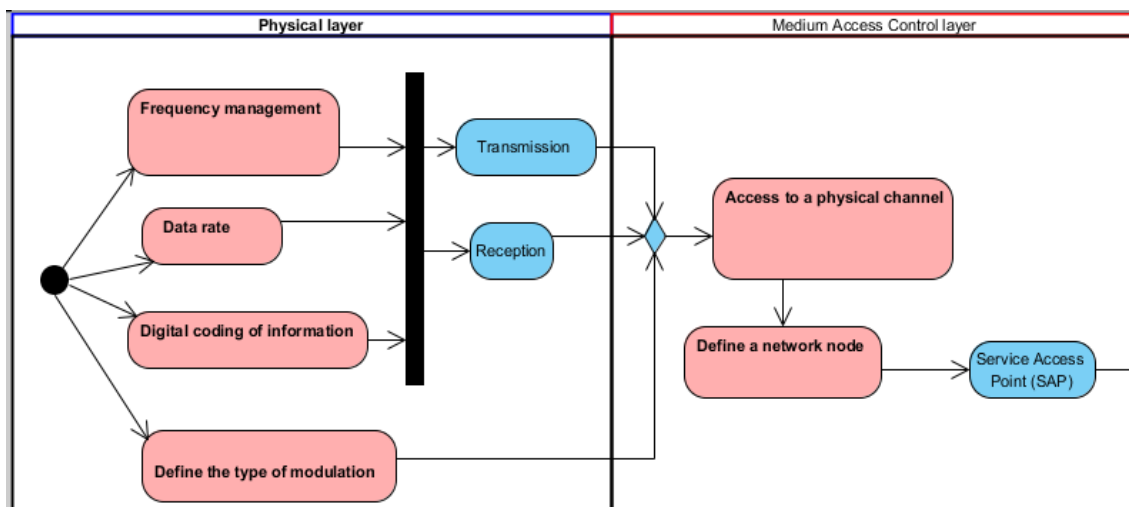 Physical layer
Medium Access Control layer
Frequency management
Transmission
Access to a physical channel
Data rate
Reception
Digital coding of information
Define a network node
Service Access
Point (SAP)
Define the type of modulation